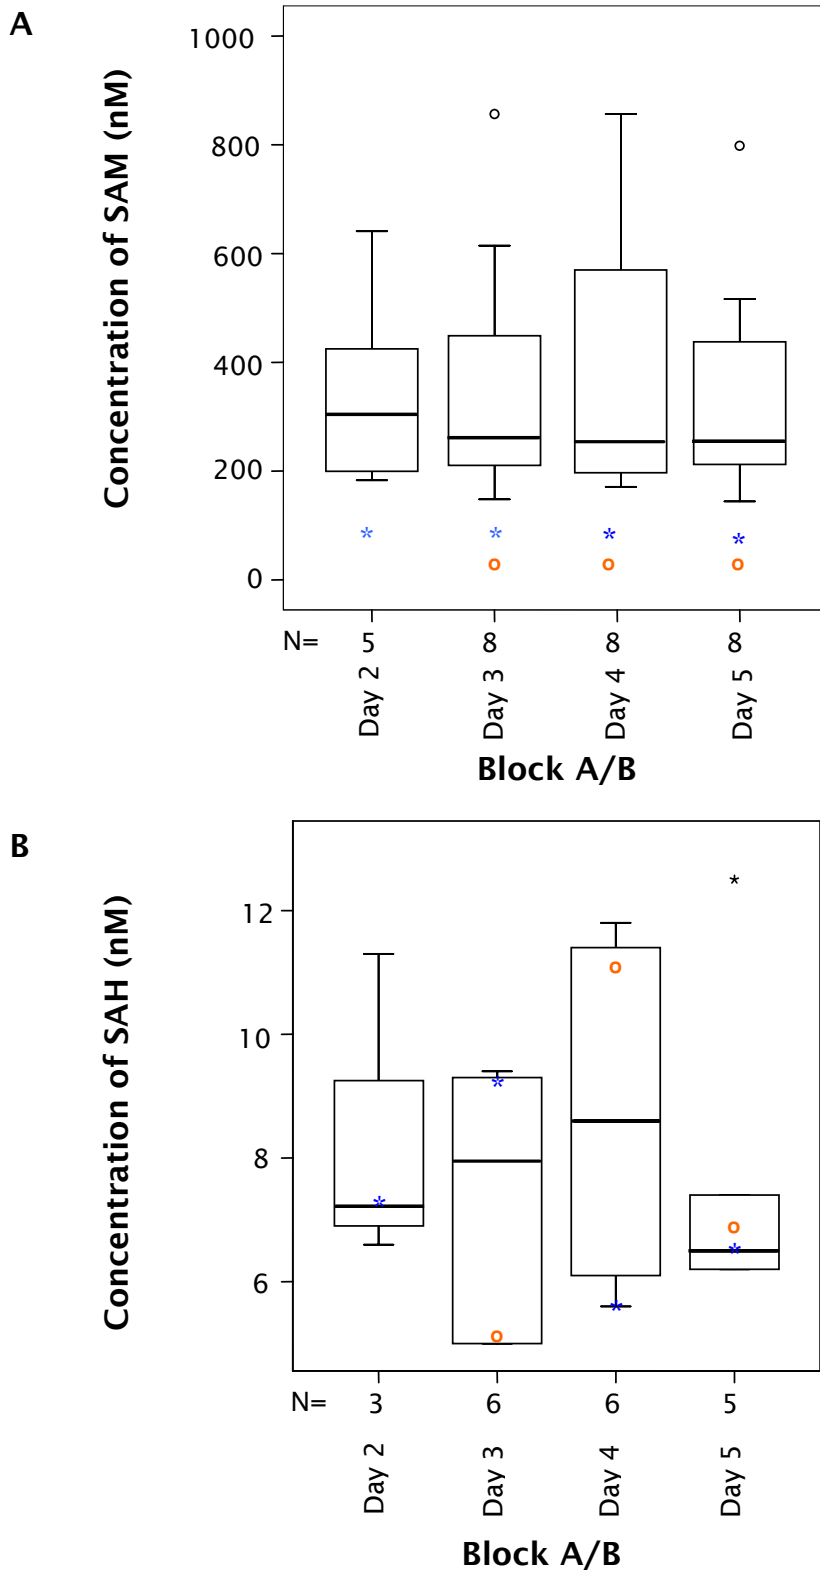 A
Concentration of SAM (nM)
1000
800
600
400
200
0
N= 5 8 8 8
Day 2 Day 3 Day 4 Day 5
Block A/B
B
Concentration of SAH (nM)
12
10
8
6
N= 3 6 6 5
Day 2 Day 3 Day 4 Day 5
Block A/B